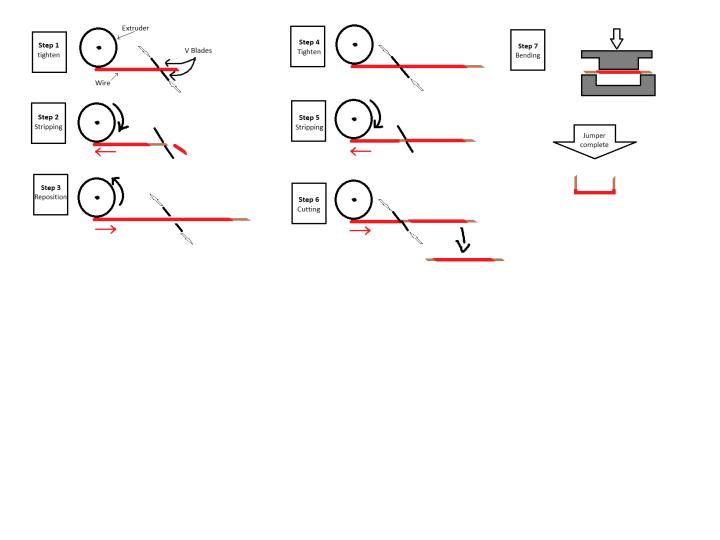 Step 1
tighten
Extruder
V Blades
Wire
Step 2
Stripping
Step 3
Reposition
Step 4
Tighten
Step 5
Stripping
Step 6
Cutting
Step 7
Bending
Jumper
complete